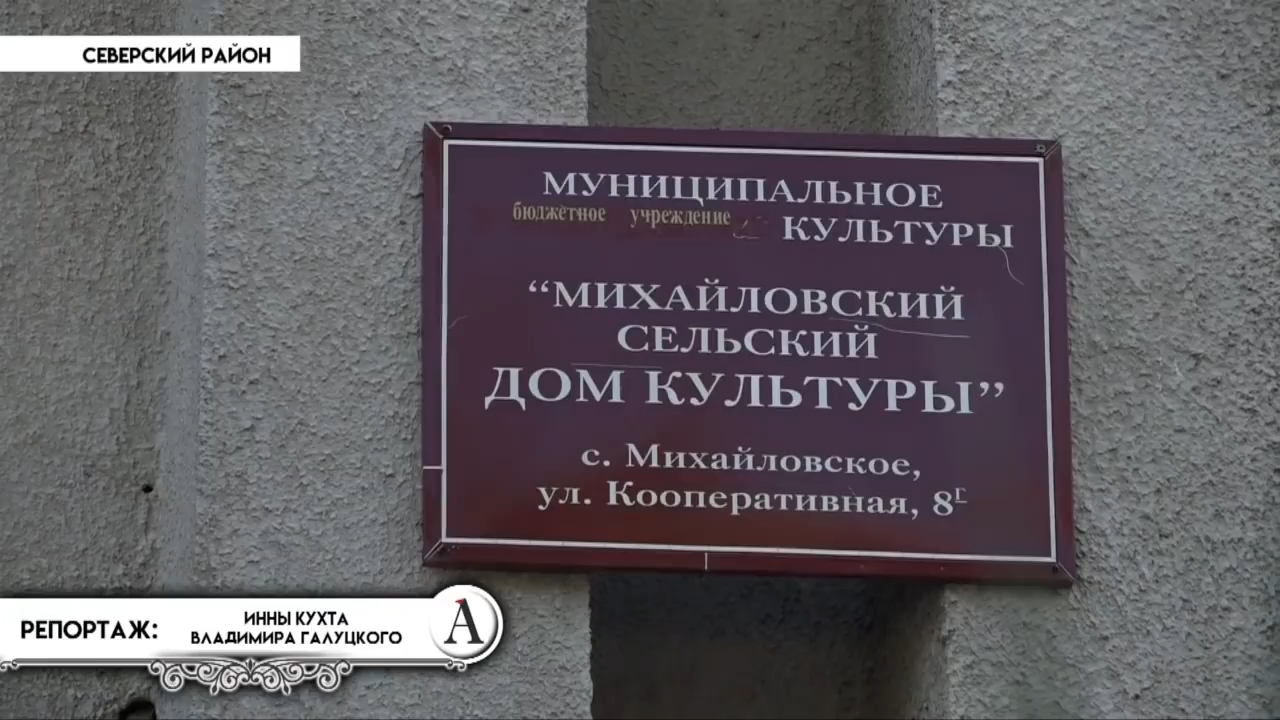 СЕВЕРСКИЙ РАЙОН
МУНИЦИПАЛЬНОЕ
бюджетное учреждение КУЛЬТУРЫ
“МИХАЙЛОВСКИЙ
СЕЛЬСКИЙ
ДОМ КУЛЬТУРЫ”
с. Михайловское,
ул. Кооперативная, 8г
РЕПОРТАЖ:
ИННЫ КУХТА
ВЛАДИМИРА ГАЛУЦКОГО
А